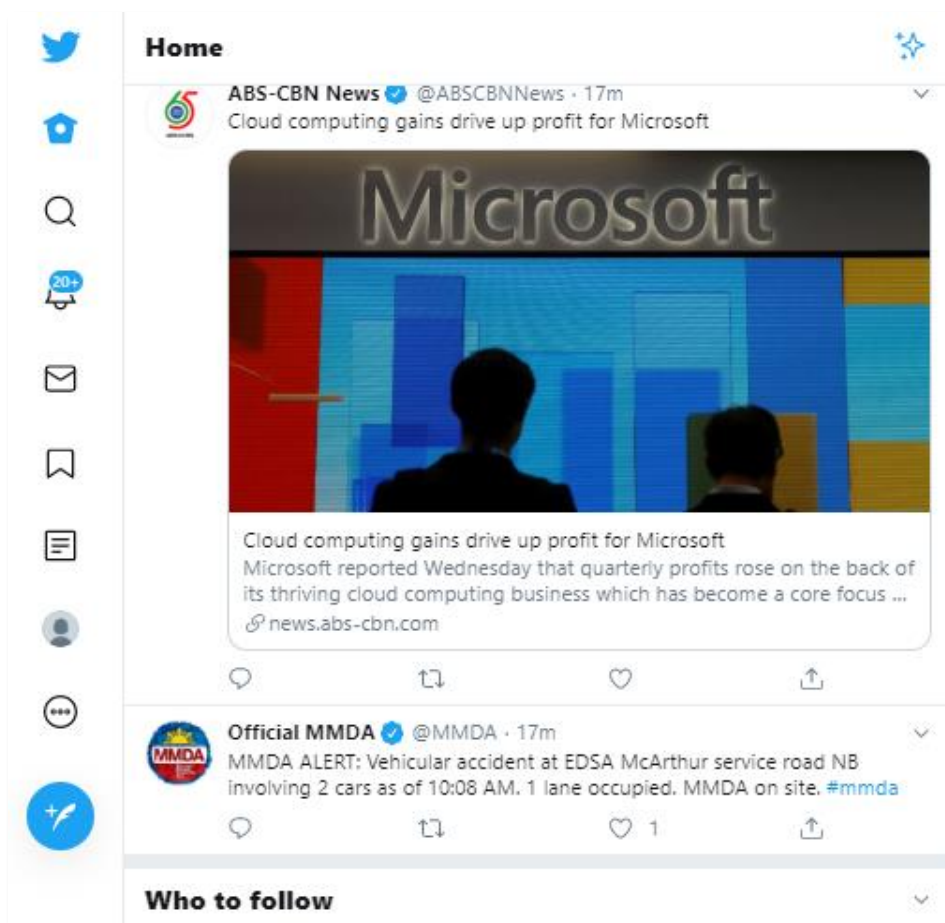 Home
ABS-CBN News @ABSCBNNews · 17m
Cloud computing gains drive up profit for Microsoft
Microsoft
20+
Cloud computing gains drive up profit for Microsoft
Microsoft reported Wednesday that quarterly profits rose on the back of
its thriving cloud computing business which has become a core focus ...
news.abs-cbn.com
Official MMDA @MMDA · 17m
MMDA
MMDA ALERT: Vehicular accident at EDSA McArthur service road NB
involving 2 cars as of 10:08 AM. 1 lane occupied. MMDA on site. #mmda
1
Who to follow